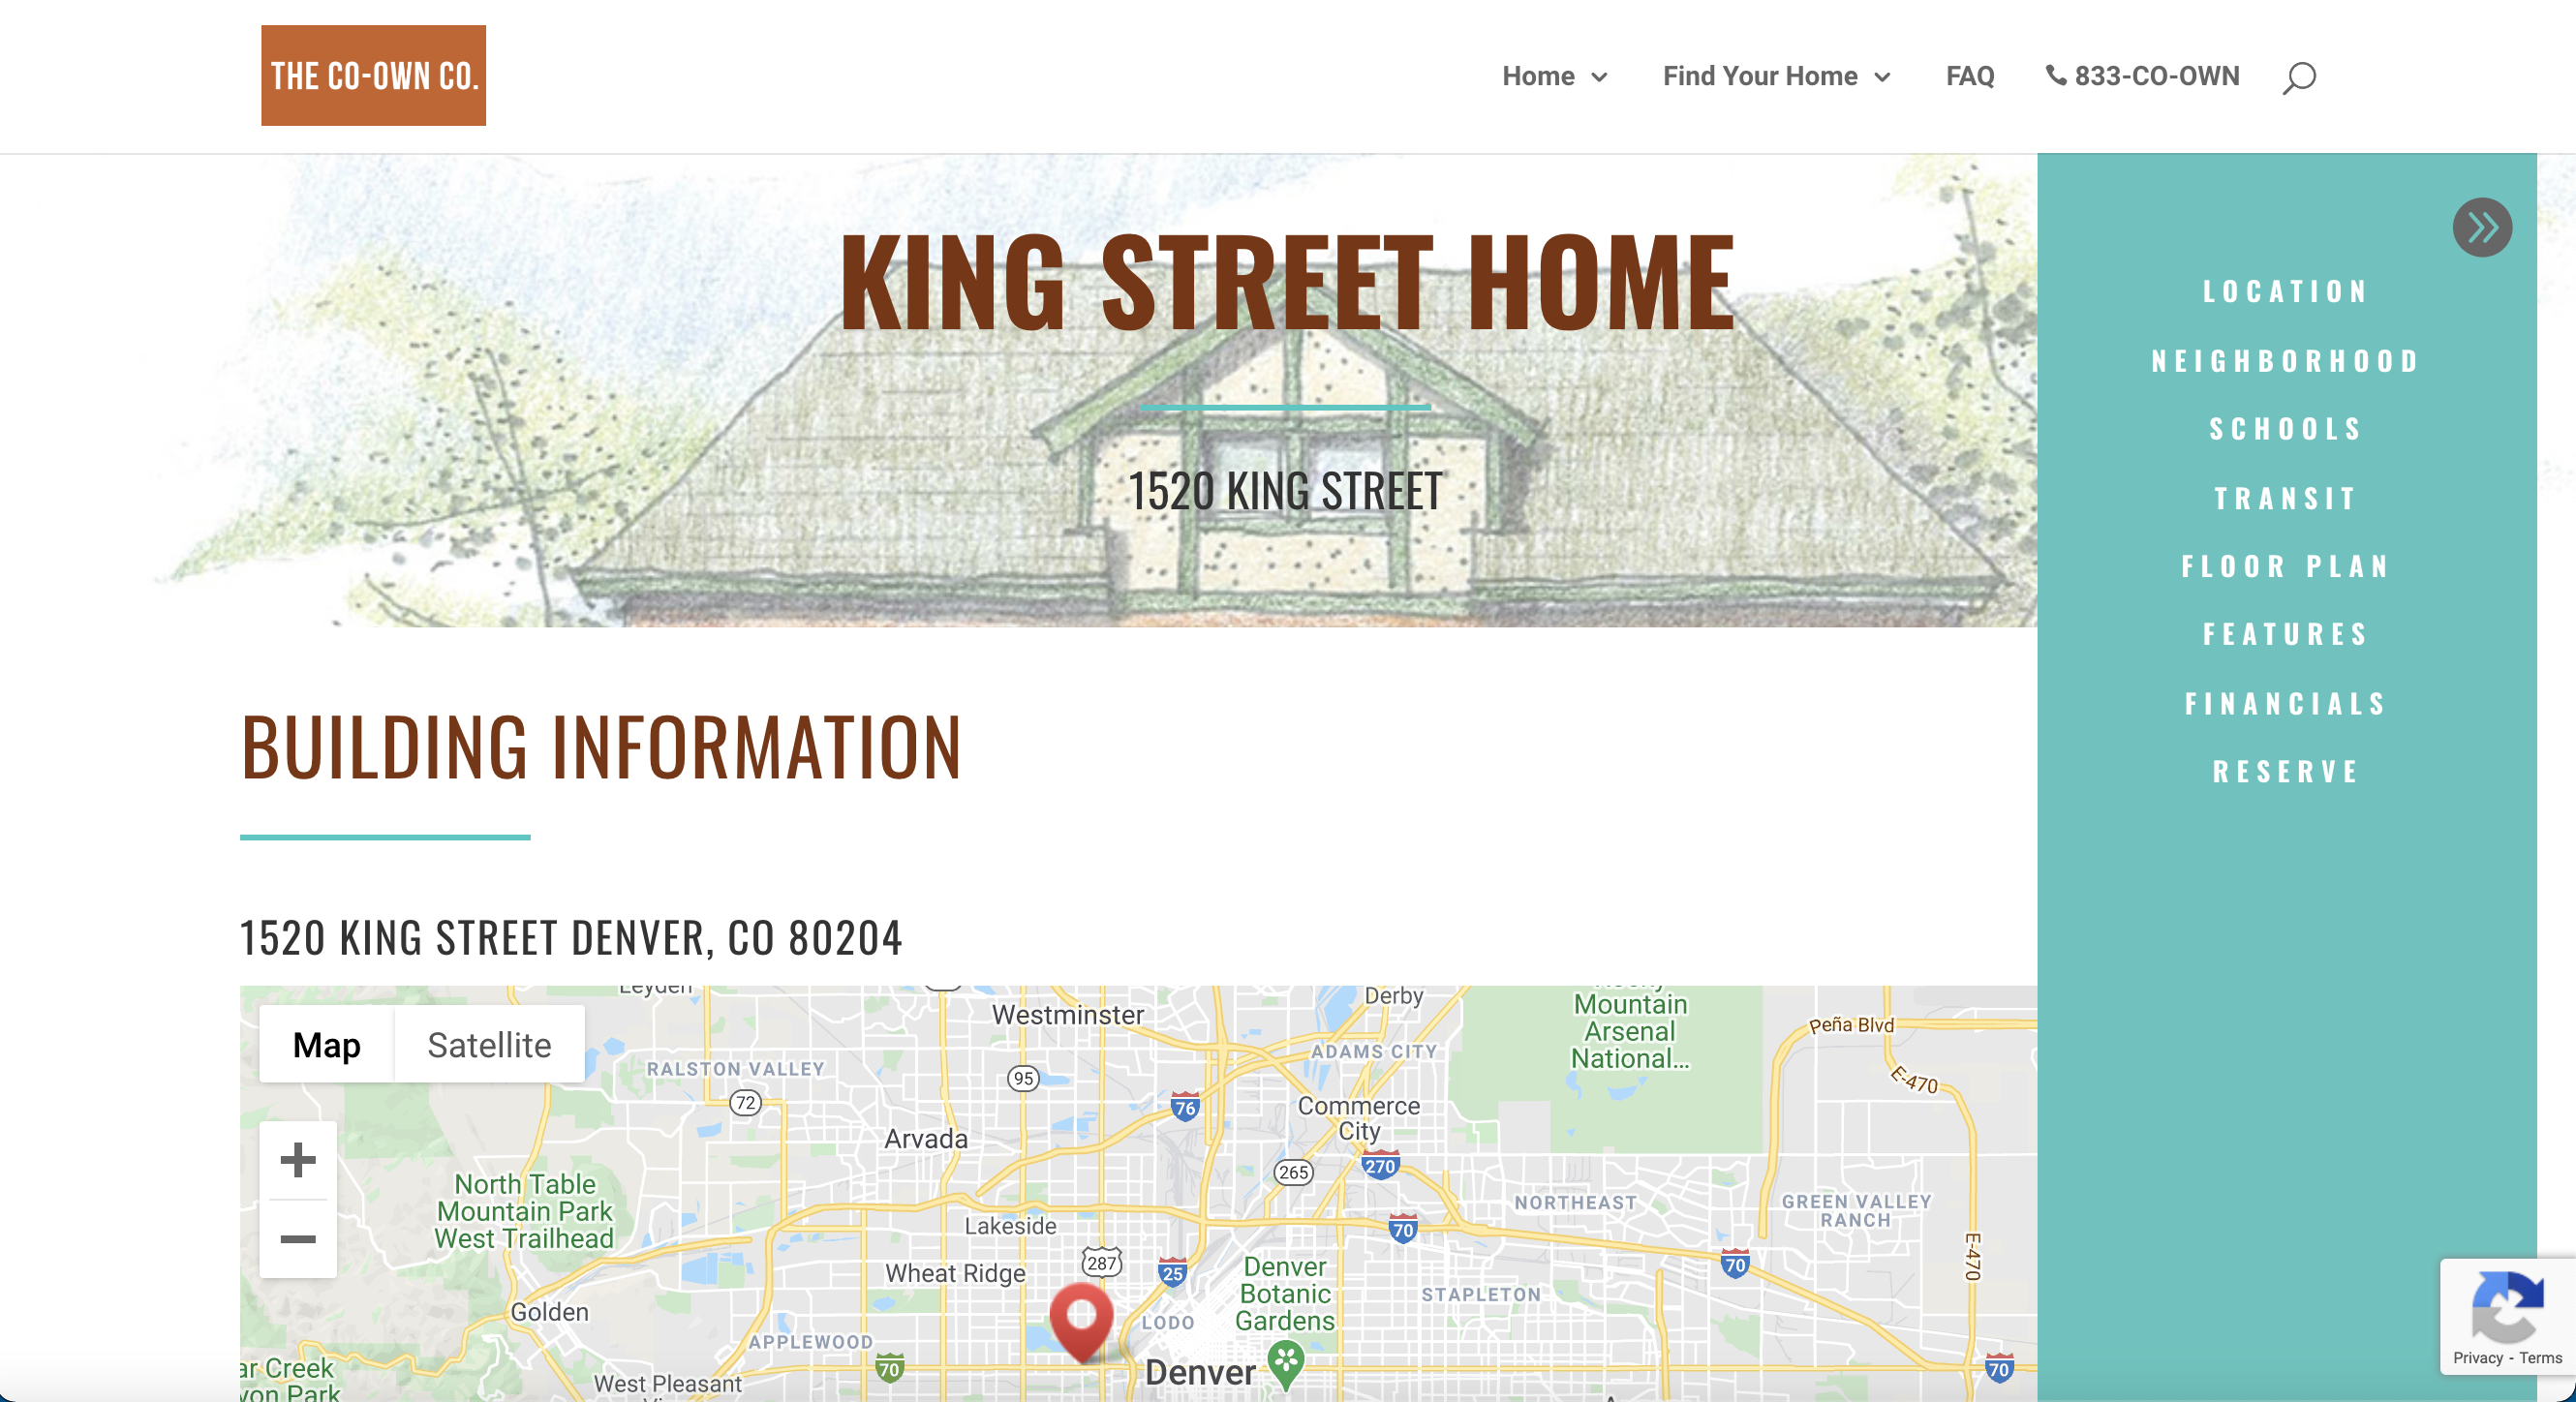 THE CO-OWN CO.
Home
Find Your Home
FAQ
833-CO-OWN
KING STREET HOME
1520 KING STREET
LOCATION
NEIGHBORHOOD
SCHOOLS
TRANSIT
FLOOR PLAN
FEATURES
FINANCIALS
RESERVE
BUILDING INFORMATION
1520 KING STREET DENVER, CO 80204
Map
Satellite
Leyden
Westminster
Derby
Mountain
Arsenal
National...
Peña Blvd
RALSTON VALLEY
72
95
76
ADAMS CITY
E-470
Commerce
City
Arvada
270
265
North Table
Mountain Park
West Trailhead
NORTHEAST
GREEN VALLEY
RANCH
Lakeside
70
E-470
287
25
70
Wheat Ridge
Denver
Botanic
Gardens
STAPLETON
Golden
LODO
APPLEWOOD
70
Denver
70
ar Creek
yon Park
West Pleasant
Privacy - Terms